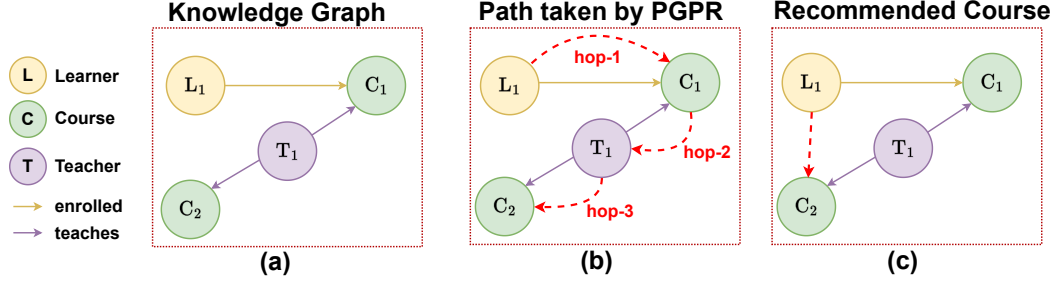 Knowledge Graph
Path taken by PGPR
Recommended Course
L Learner
C Course
T Teacher
enrolled
teaches
L₁
C₁
T₁
C₂
(a)
hop-1
L₁
C₁
T₁
hop-2
C₂
hop-3
(b)
L₁
C₁
T₁
C₂
(c)